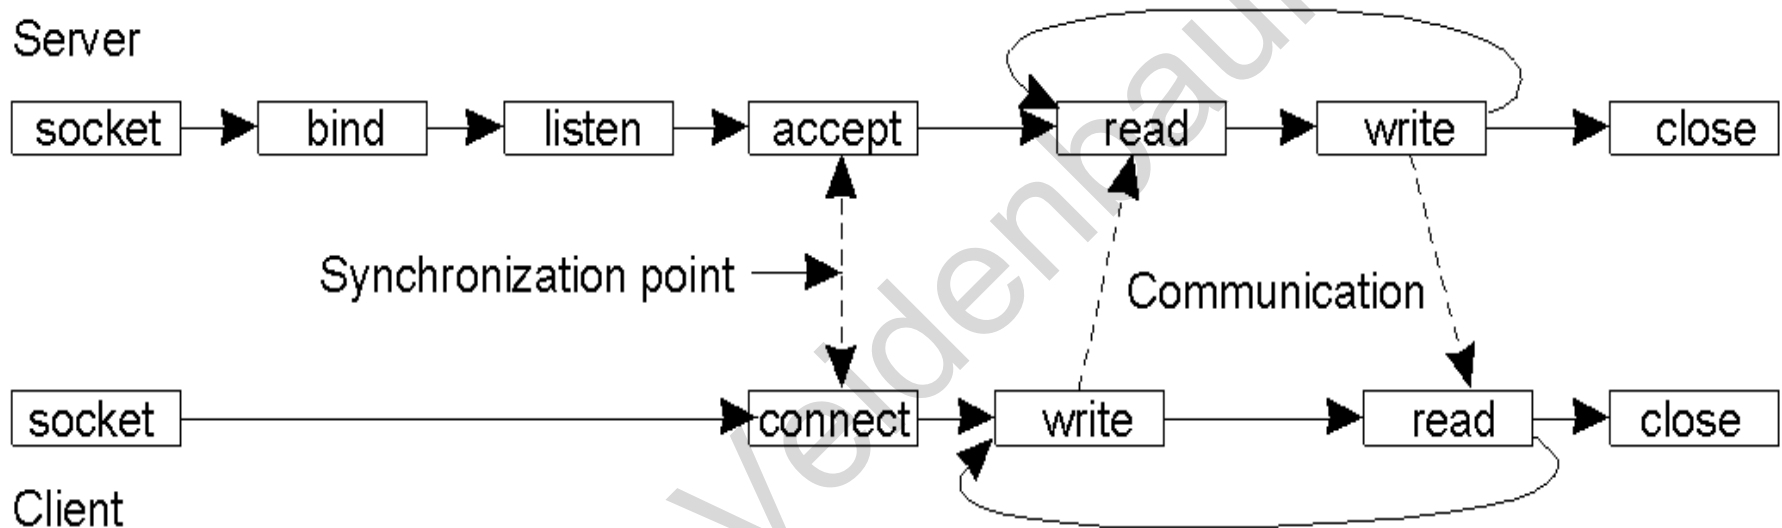 Server
socket bind listen accept read write close
Synchronization point
Communication
socket connect write read close
Client